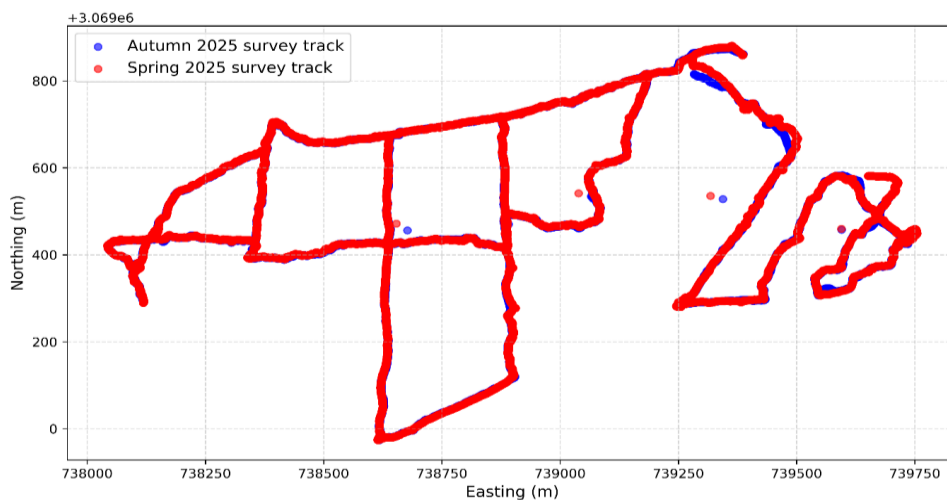 +3.069e6
Autumn 2025 survey track
Spring 2025 survey track
800
600
400
200
0
Northing (m)
738000 738250 738500 738750 739000 739250 739500 739750
Easting (m)